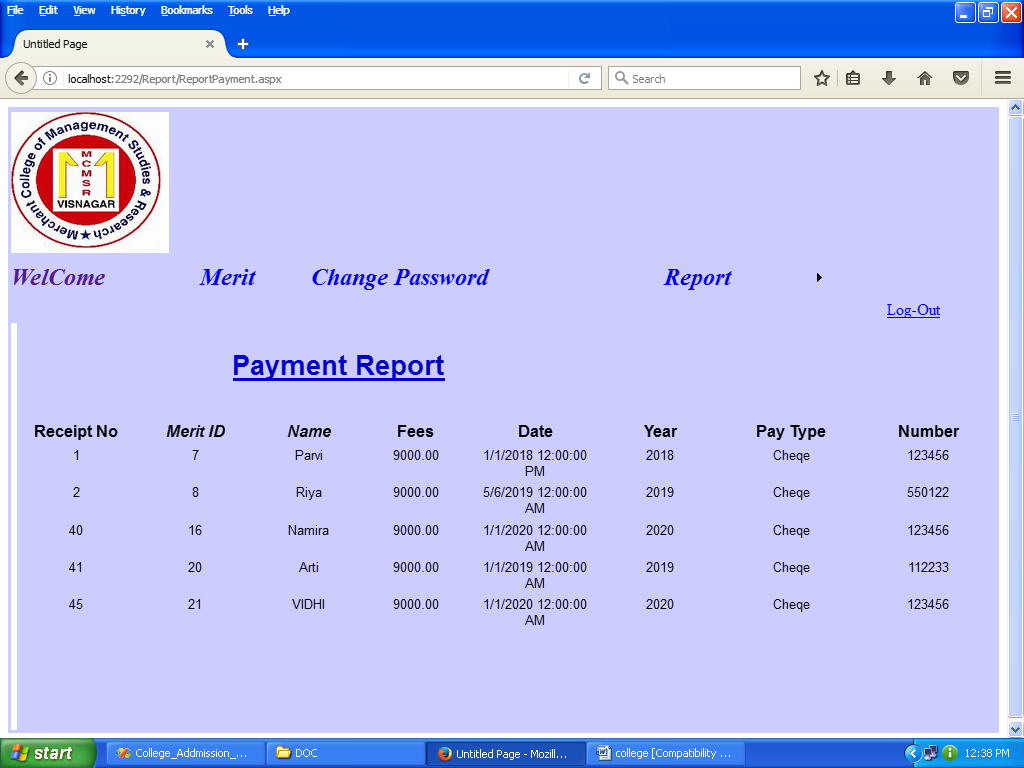 File Edit View History Bookmarks Tools Help
Untitled Page
localhost:2292/Report/ReportPayment.aspx
Search
Merchant College of Management Studies & Research
M
C
M
S
R
VISNAGAR
WelCome Merit Change Password Report
Log-Out
Payment Report
Receipt No Merit ID Name Fees Date Year Pay Type Number
1 7 Parvi 9000.00 1/1/2018 12:00:00 2018 Cheqe 123456
PM
2 8 Riya 9000.00 5/6/2019 12:00:00 2019 Cheqe 550122
AM
40 16 Namira 9000.00 1/1/2020 12:00:00 2020 Cheqe 123456
AM
41 20 Arti 9000.00 1/1/2019 12:00:00 2019 Cheqe 112233
AM
45 21 VIDHI 9000.00 1/1/2020 12:00:00 2020 Cheqe 123456
AM
start College_Addmission_... DOC Untitled Page - Mozill... college [Compatibility ... 12:38 PM